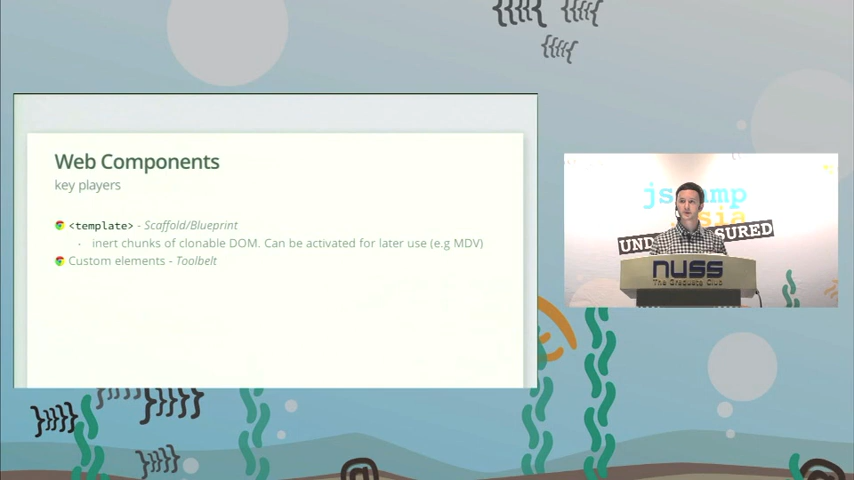 Web Components
key players
<template> - Scaffold/Blueprint
inert chunks of clonable DOM. Can be activated for later use (e.g MDV)
Custom elements - Toolbelt
NUSS
The Graduate Club